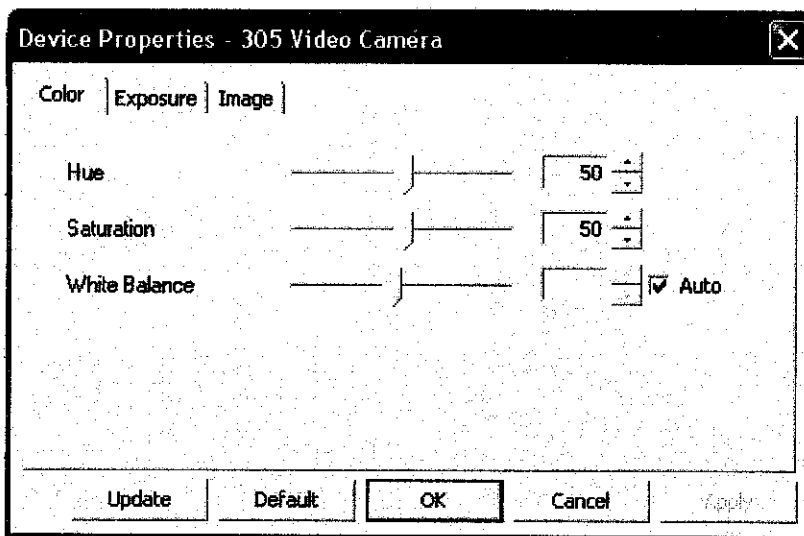 Device Properties - 305 Video Camera
Color Exposure Image
Hue 50
Saturation 50
White Balance Auto
Update Default OK Cancel Apply